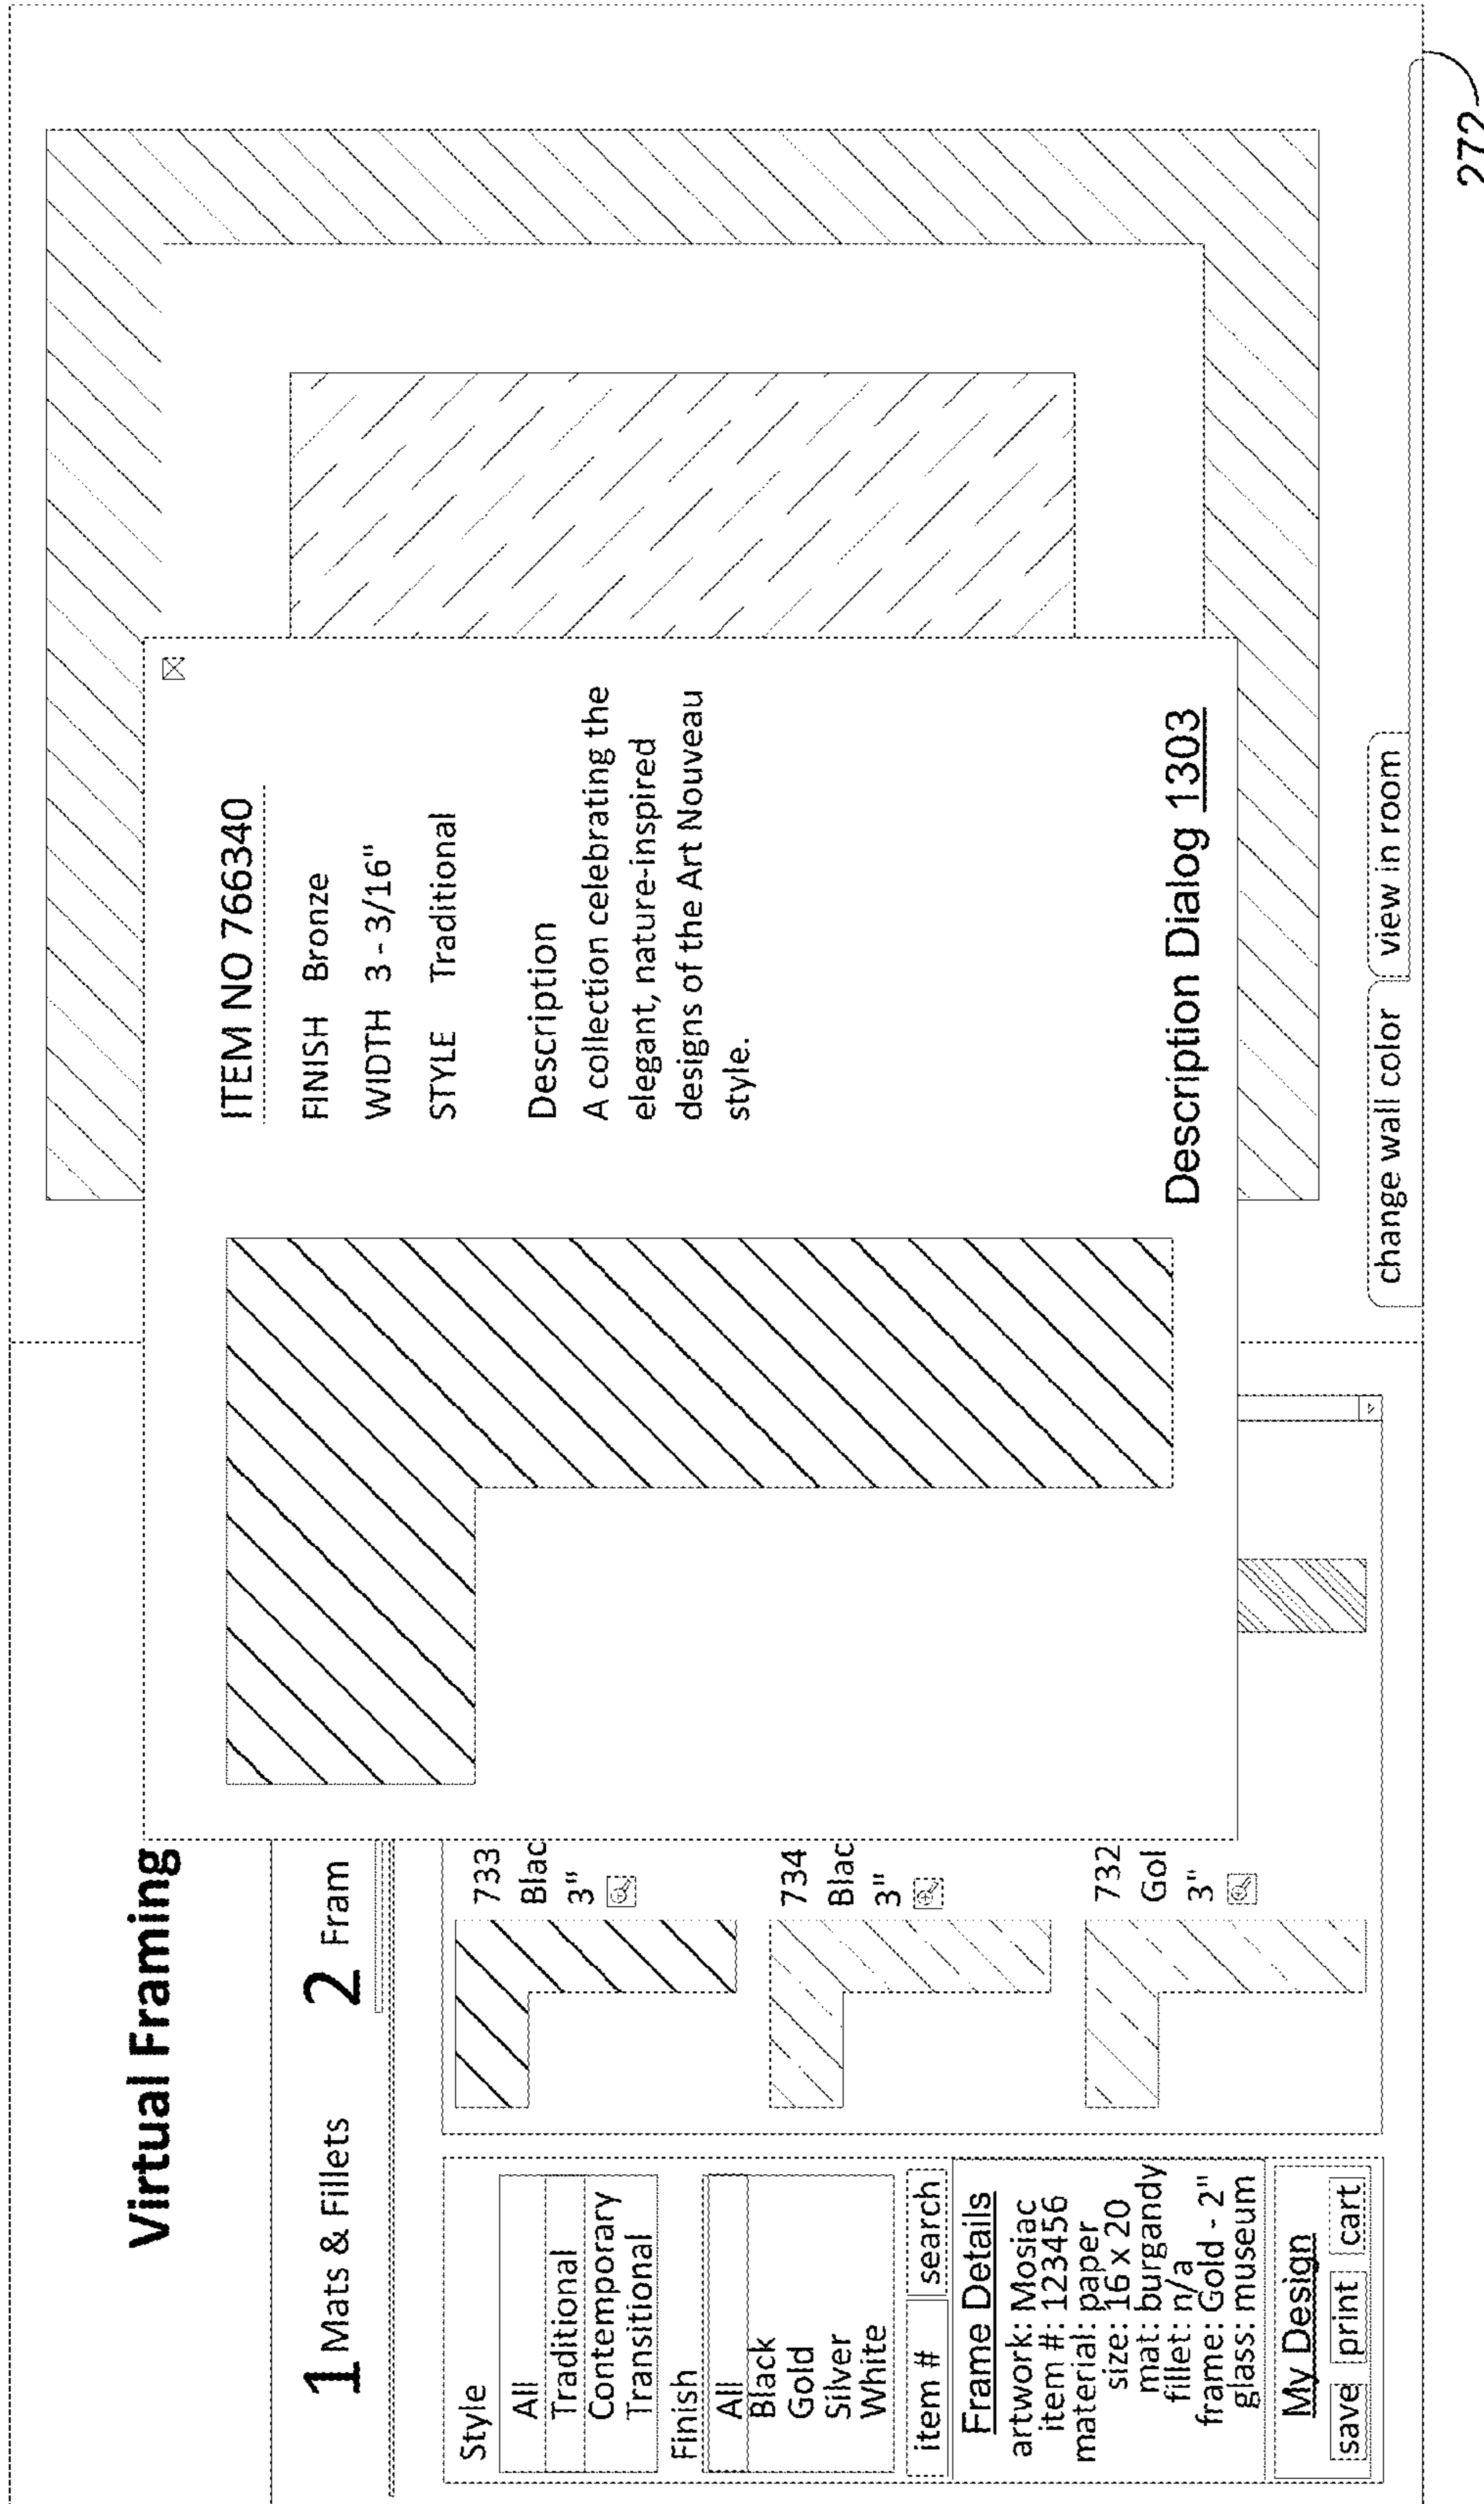 Virtual Framing
1 Mats & Fillets
2 Fram
Style
All
Traditional
Contemporary
Transitional
Finish
All
Black
Gold
Silver
White
item #
search
Frame Details
artwork: Mosiac
item #: 123456
material: paper
size: 16 x 20
mat: burgandy
fillet: n/a
frame: Gold - 2"
glass: museum
My Design
save
print
cart
733
Blac
3"
734
Blac
3"
732
Gol
3"
ITEM NO 766340
FINISH Bronze
WIDTH 3 - 3/16"
STYLE Traditional
Description
A collection celebrating the
elegant, nature-inspired
designs of the Art Nouveau
style.
Description Dialog 1303
change wall color
view in room
272